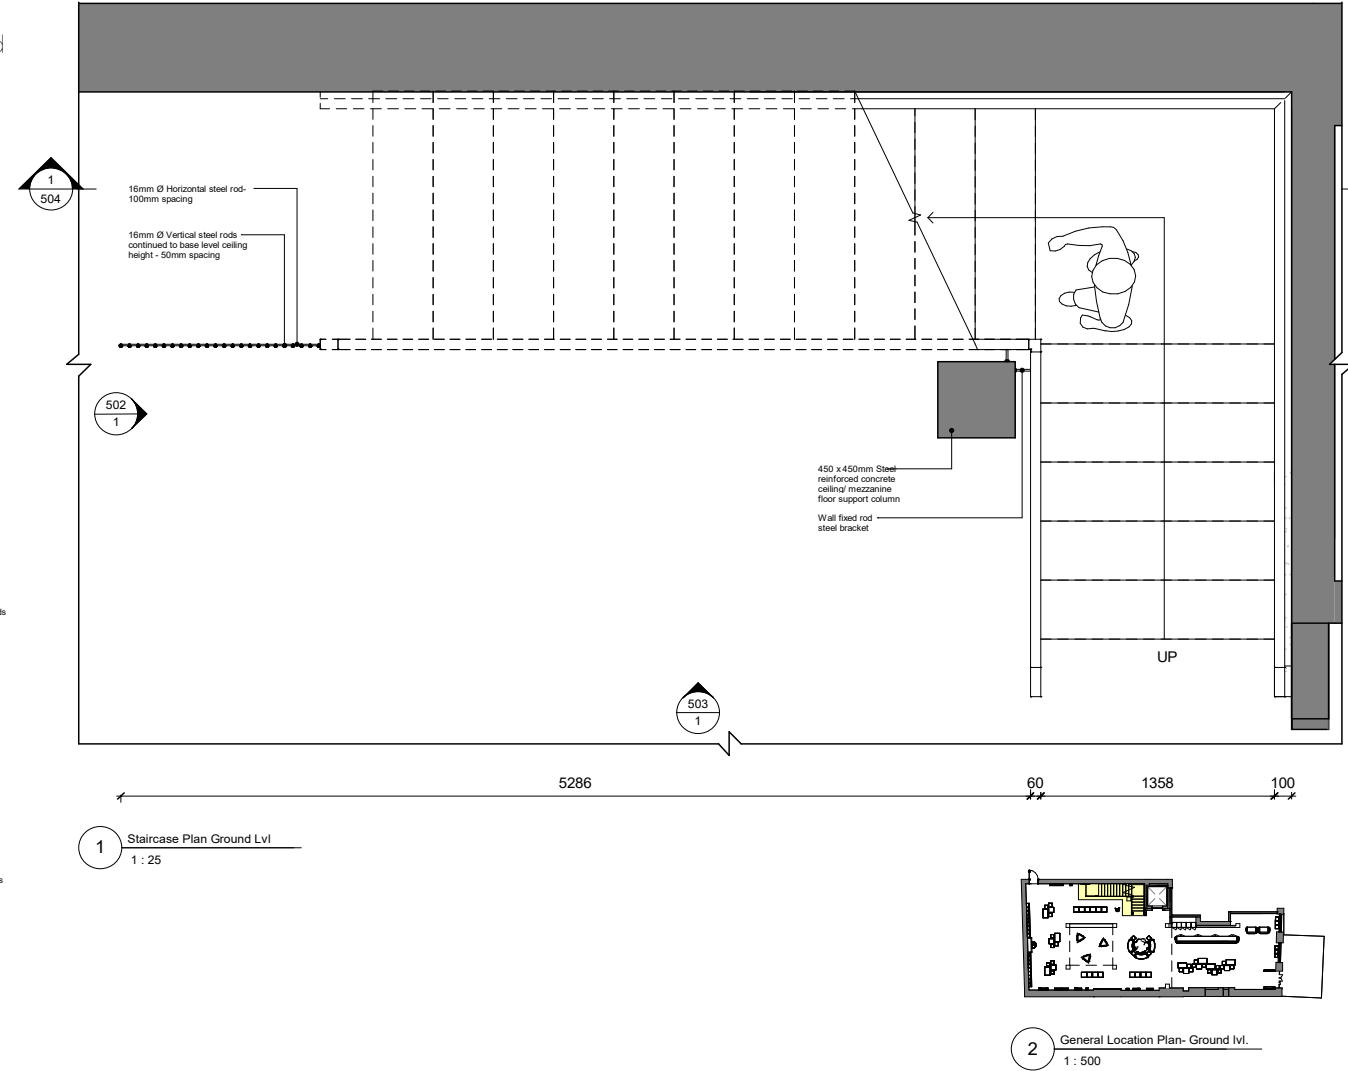 1
504
16mm Ø Horizontal steel rod-
100mm spacing
16mm Ø Vertical steel rods
continued to base level ceiling
height - 50mm spacing
502
1
450 x 450mm Steel
reinforced concrete
ceiling/ mezzanine
floor support column
Wall fixed rod
steel bracket
UP
503
1
5286
60
1358
100
1
Staircase Plan Ground Lvl
1 : 25
2
General Location Plan- Ground lvl.
1 : 500